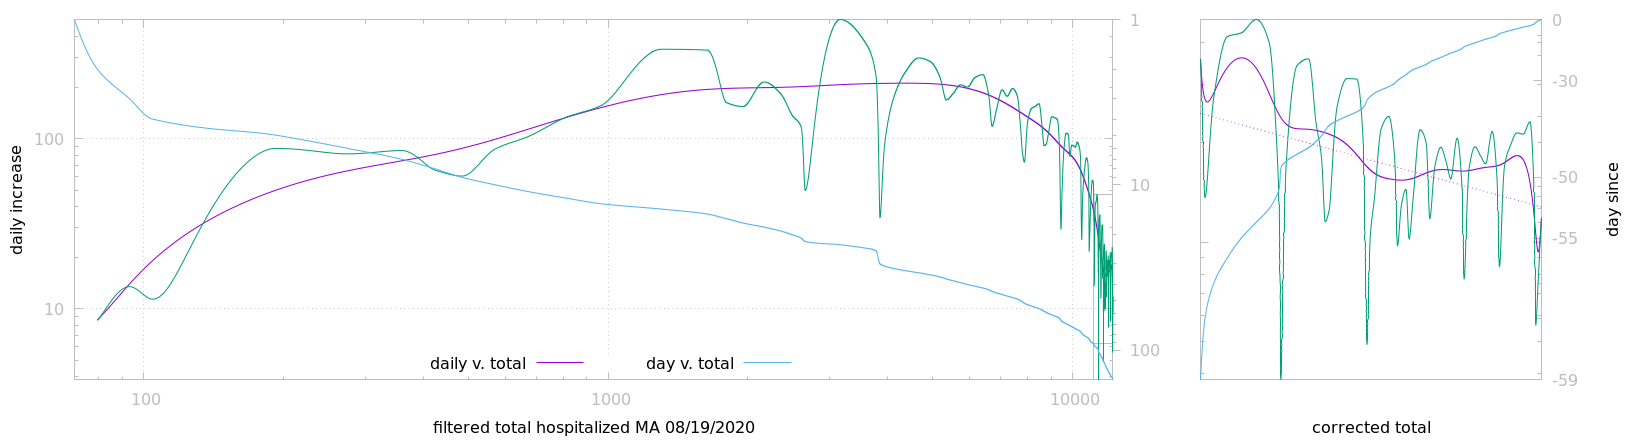 daily increase
100
10
daily v. total
day v. total
100
1000
10000
filtered total hospitalized MA 08/19/2020
1
10
100
0
-30
-50
-55
-59
day since
corrected total